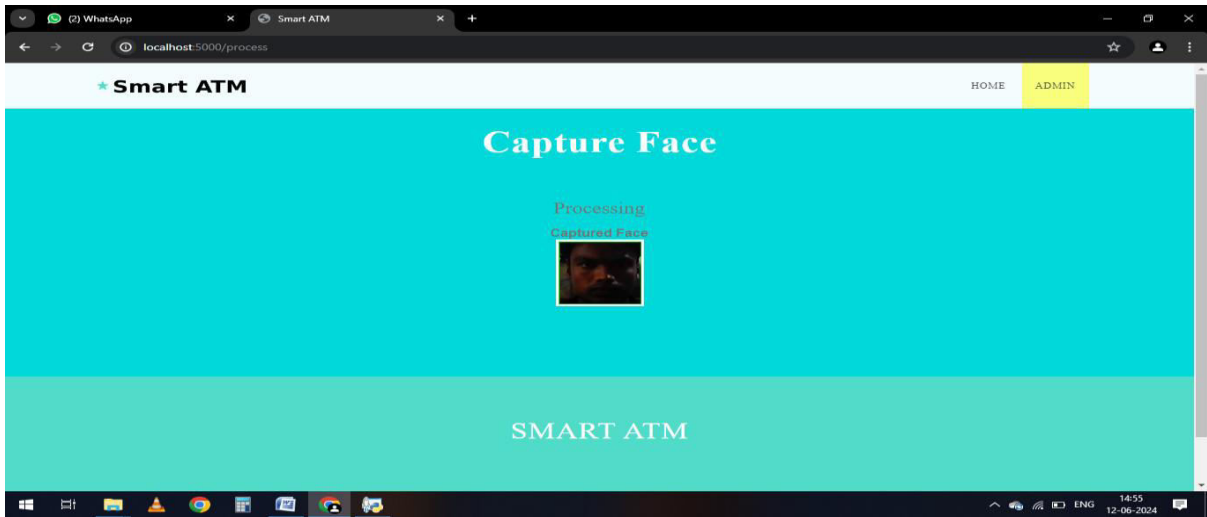 (2) WhatsApp
Smart ATM
localhost:5000/process
Smart ATM
HOME
ADMIN
Capture Face
Processing
Captured Face
SMART ATM
ENG
14:55
12-06-2024